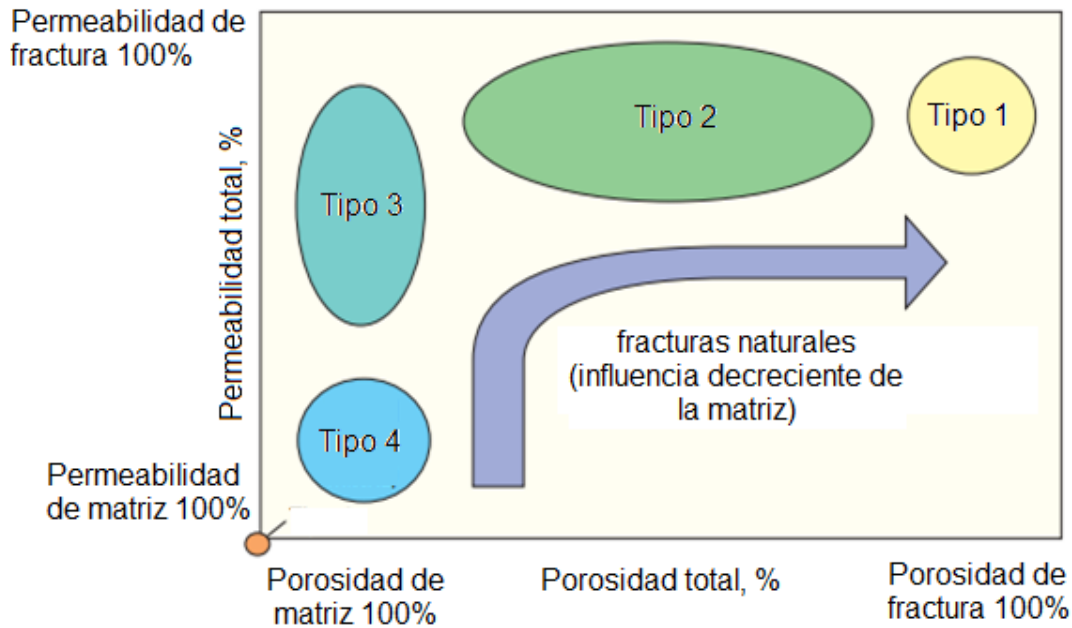 Permeabilidad de
fractura 100%
Tipo 2
Tipo 1
Tipo 3
Permeabilidad total, %
fracturas naturales
(influencia decreciente de
la matriz)
Tipo 4
Permeabilidad
de matriz 100%
Porosidad de
matriz 100%
Porosidad total, %
Porosidad de
fractura 100%